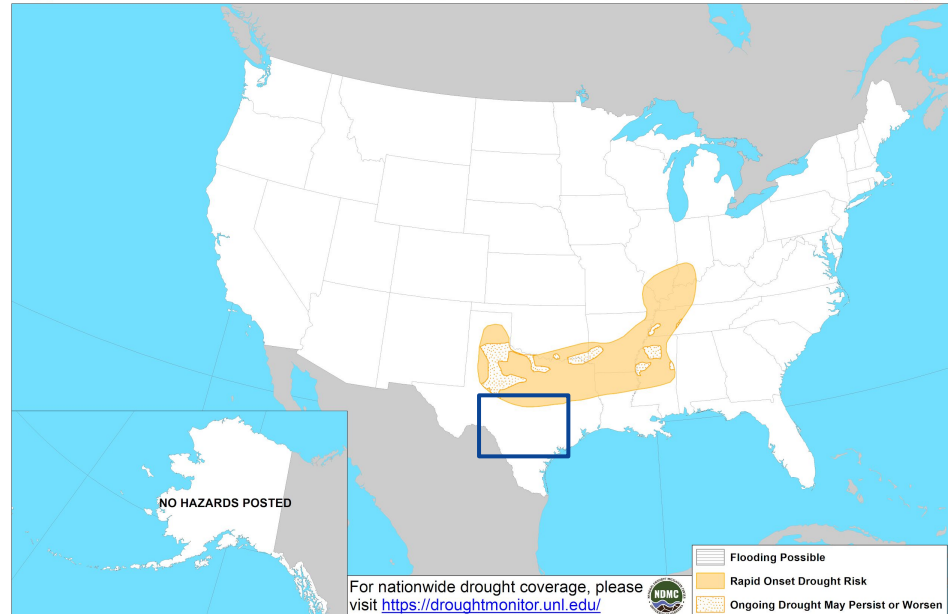 NO HAZARDS POSTED
For nationwide drought coverage, please
visit https://droughtmonitor.unl.edu/
NDMC
Flooding Possible
Rapid Onset Drought Risk
Ongoing Drought May Persist or Worsen